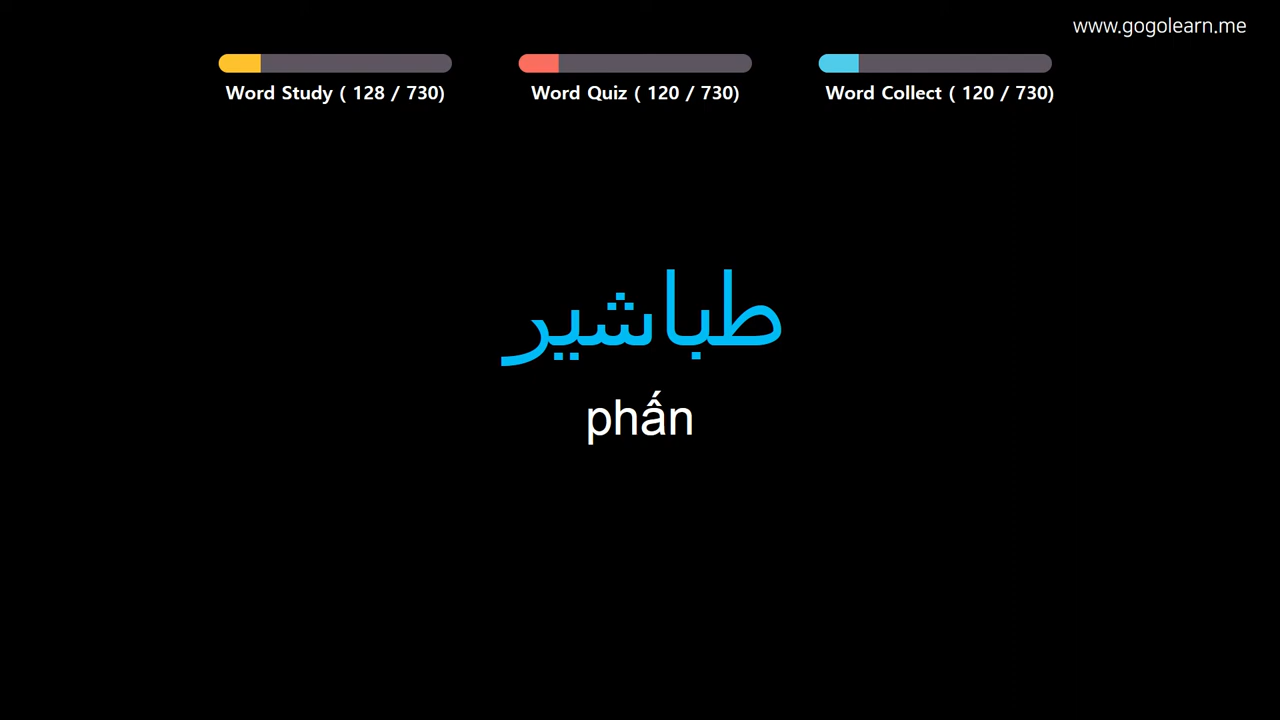 www.gogolearn.me
Word Study ( 128 / 730)
Word Quiz ( 120 / 730)
Word Collect ( 120 / 730)
طباشير
phấn